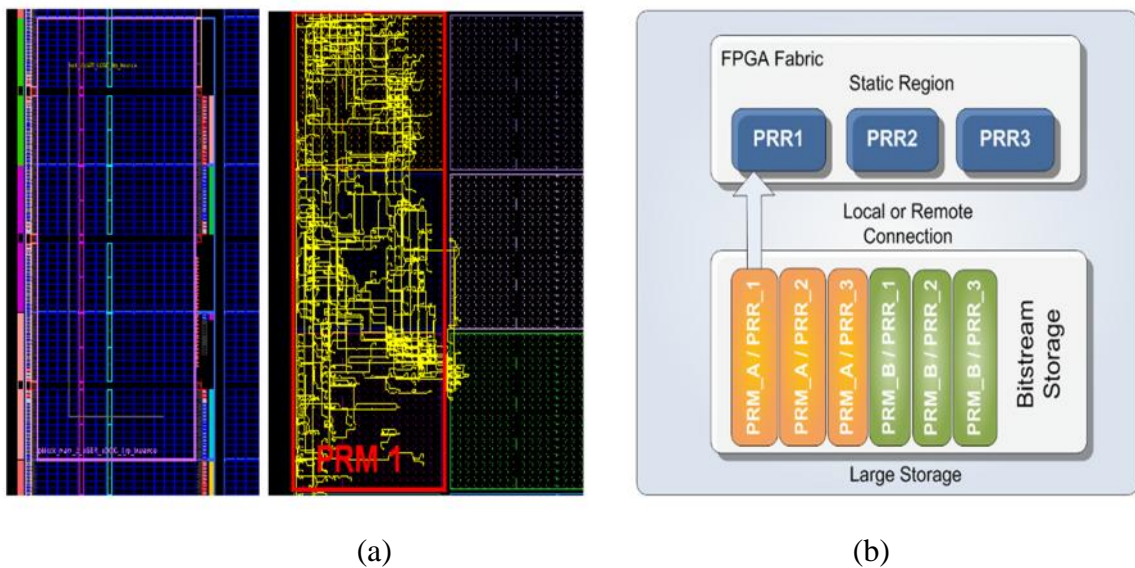 PRM 1
(a)
FPGA Fabric
Static Region
PRR1
PRR2
PRR3
Local or Remote
Connection
PRM_A / PRR_1
PRM_A / PRR_2
PRM_A / PRR_3
PRM_B / PRR_1
PRM_B / PRR_2
PRM_B / PRR_3
Bitstream
Storage
Large Storage
(b)